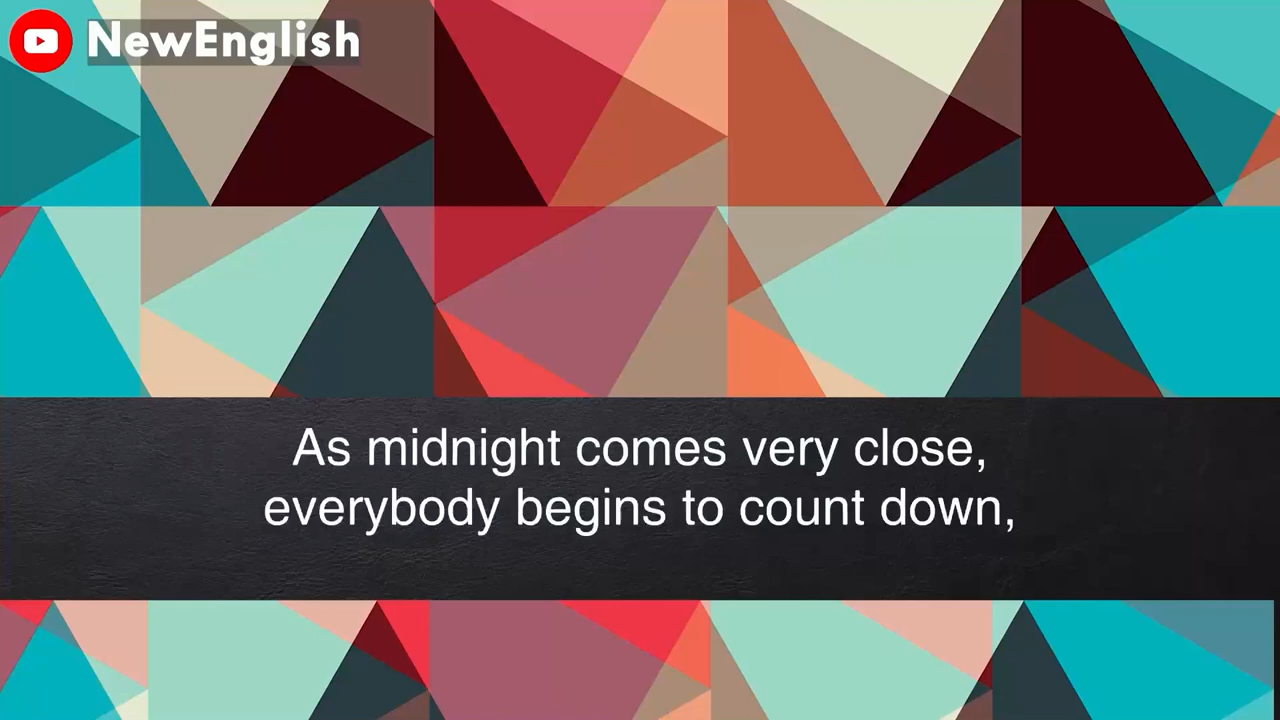 NewEnglish
As midnight comes very close,
everybody begins to count down,